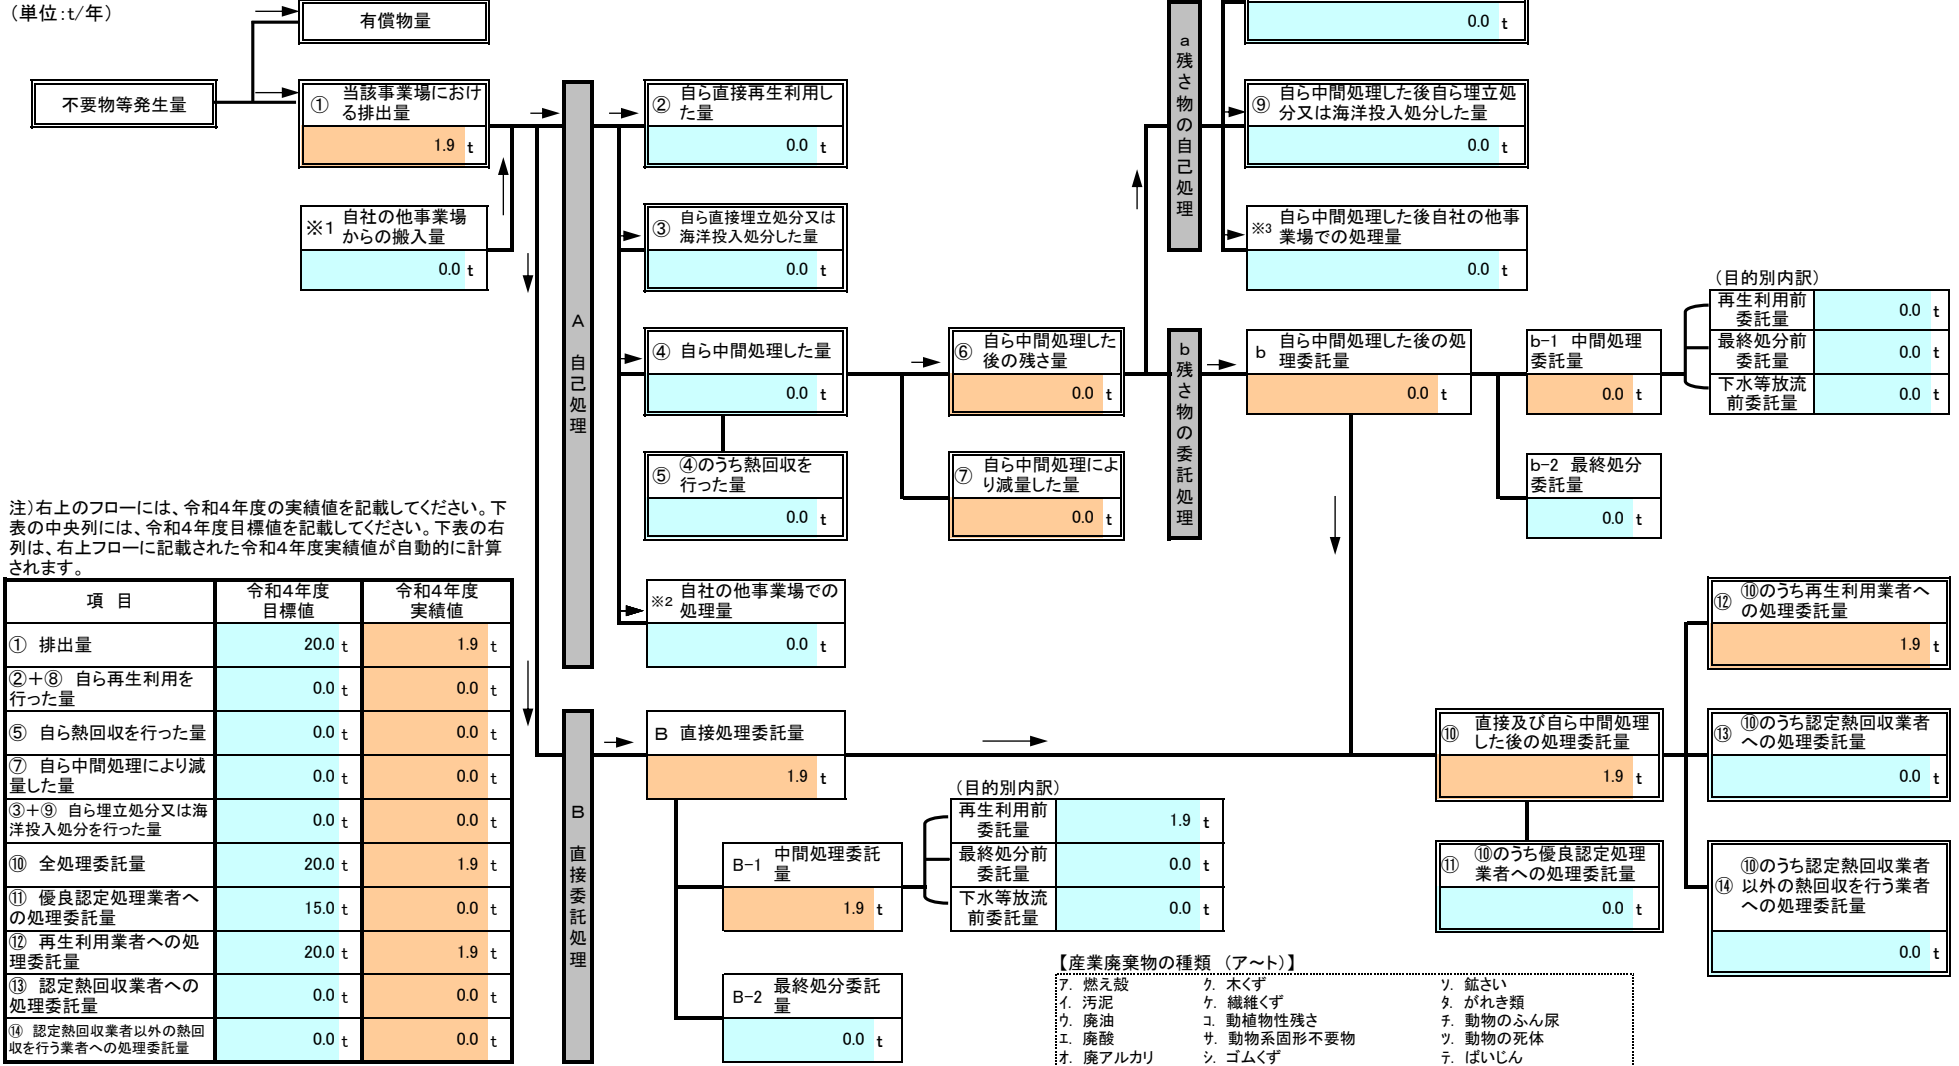 （単位:t/年）
有償物量
不要物等発生量
① 当該事業場におけ
る排出量
1.9 t
※1 自社の他事業場
からの搬入量
0.0 t
A 自己処理
② 自ら直接再生利用し
た量
0.0 t
③ 自ら直接埋立処分又は
海洋投入処分した量
0.0 t
④ 自ら中間処理した量
0.0 t
⑤ ④のうち熱回収を
行った量
0.0 t
※2 自社の他事業場での
処理量
0.0 t
⑥ 自ら中間処理した
後の残さ量
0.0 t
⑦ 自ら中間処理によ
り減量した量
0.0 t
a 残さ物の自己処理
0.0 t
⑨ 自ら中間処理した後自ら埋立処
分又は海洋投入処分した量
0.0 t
※3 自ら中間処理した後自社の他事
業場での処理量
0.0 t
b 残さ物の委託処理
b 自ら中間処理した後の処
理委託量
0.0 t
b-1 中間処理
委託量
0.0 t
b-2 最終処分
委託量
0.0 t
（目的別内訳）
再生利用前
委託量
0.0 t
最終処分前
委託量
0.0 t
下水等放流
前委託量
0.0 t
注）右上のフローには、令和4年度の実績値を記載してください。下
表の中央列には、令和4年度目標値を記載してください。下表の右
列は、右上フローに記載された令和4年度実績値が自動的に計算
されます。
項 目 令和4年度 目標値 令和4年度 実績値
① 排出量 20.0 t 1.9 t
②+⑧ 自ら再生利用を
行った量 0.0 t 0.0 t
⑤ 自ら熱回収を行った量 0.0 t 0.0 t
⑦ 自ら中間処理により減
量した量 0.0 t 0.0 t
③+⑨ 自ら埋立処分又は海
洋投入処分を行った量 0.0 t 0.0 t
⑩ 全処理委託量 20.0 t 1.9 t
⑪ 優良認定処理業者へ
の処理委託量 15.0 t 0.0 t
⑫ 再生利用業者への処
理委託量 20.0 t 1.9 t
⑬ 認定熱回収業者への
処理委託量 0.0 t 0.0 t
⑭ 認定熱回収業者以外の熱回
収を行う業者への処理委託量 0.0 t 0.0 t
B 直接委託処理
B 直接処理委託量
1.9 t
B-1 中間処理委託
量
1.9 t
B-2 最終処分委託
量
0.0 t
（目的別内訳）
再生利用前
委託量
1.9 t
最終処分前
委託量
0.0 t
下水等放流
前委託量
0.0 t
⑩ 直接及び自ら中間処理
した後の処理委託量
1.9 t
⑪ ⑩のうち優良認定処理
業者への処理委託量
0.0 t
⑫ ⑩のうち再生利用業者へ
の処理委託量
1.9 t
⑬ ⑩のうち認定熱回収業者
への処理委託量
0.0 t
⑭ ⑩のうち認定熱回収業者
以外の熱回収を行う業者
への処理委託量
0.0 t
【産業廃棄物の種類 （ア～ト）】
ア. 燃え殻 ク. 木くず ソ. 鉱さい
イ. 汚泥 ケ. 繊維くず タ. がれき類
ウ. 廃油 コ. 動植物性残さ チ. 動物のふん尿
エ. 廃酸 サ. 動物系固形不要物 ツ. 動物の死体
オ. 廃アルカリ シ. ゴムくず テ. ばいじん